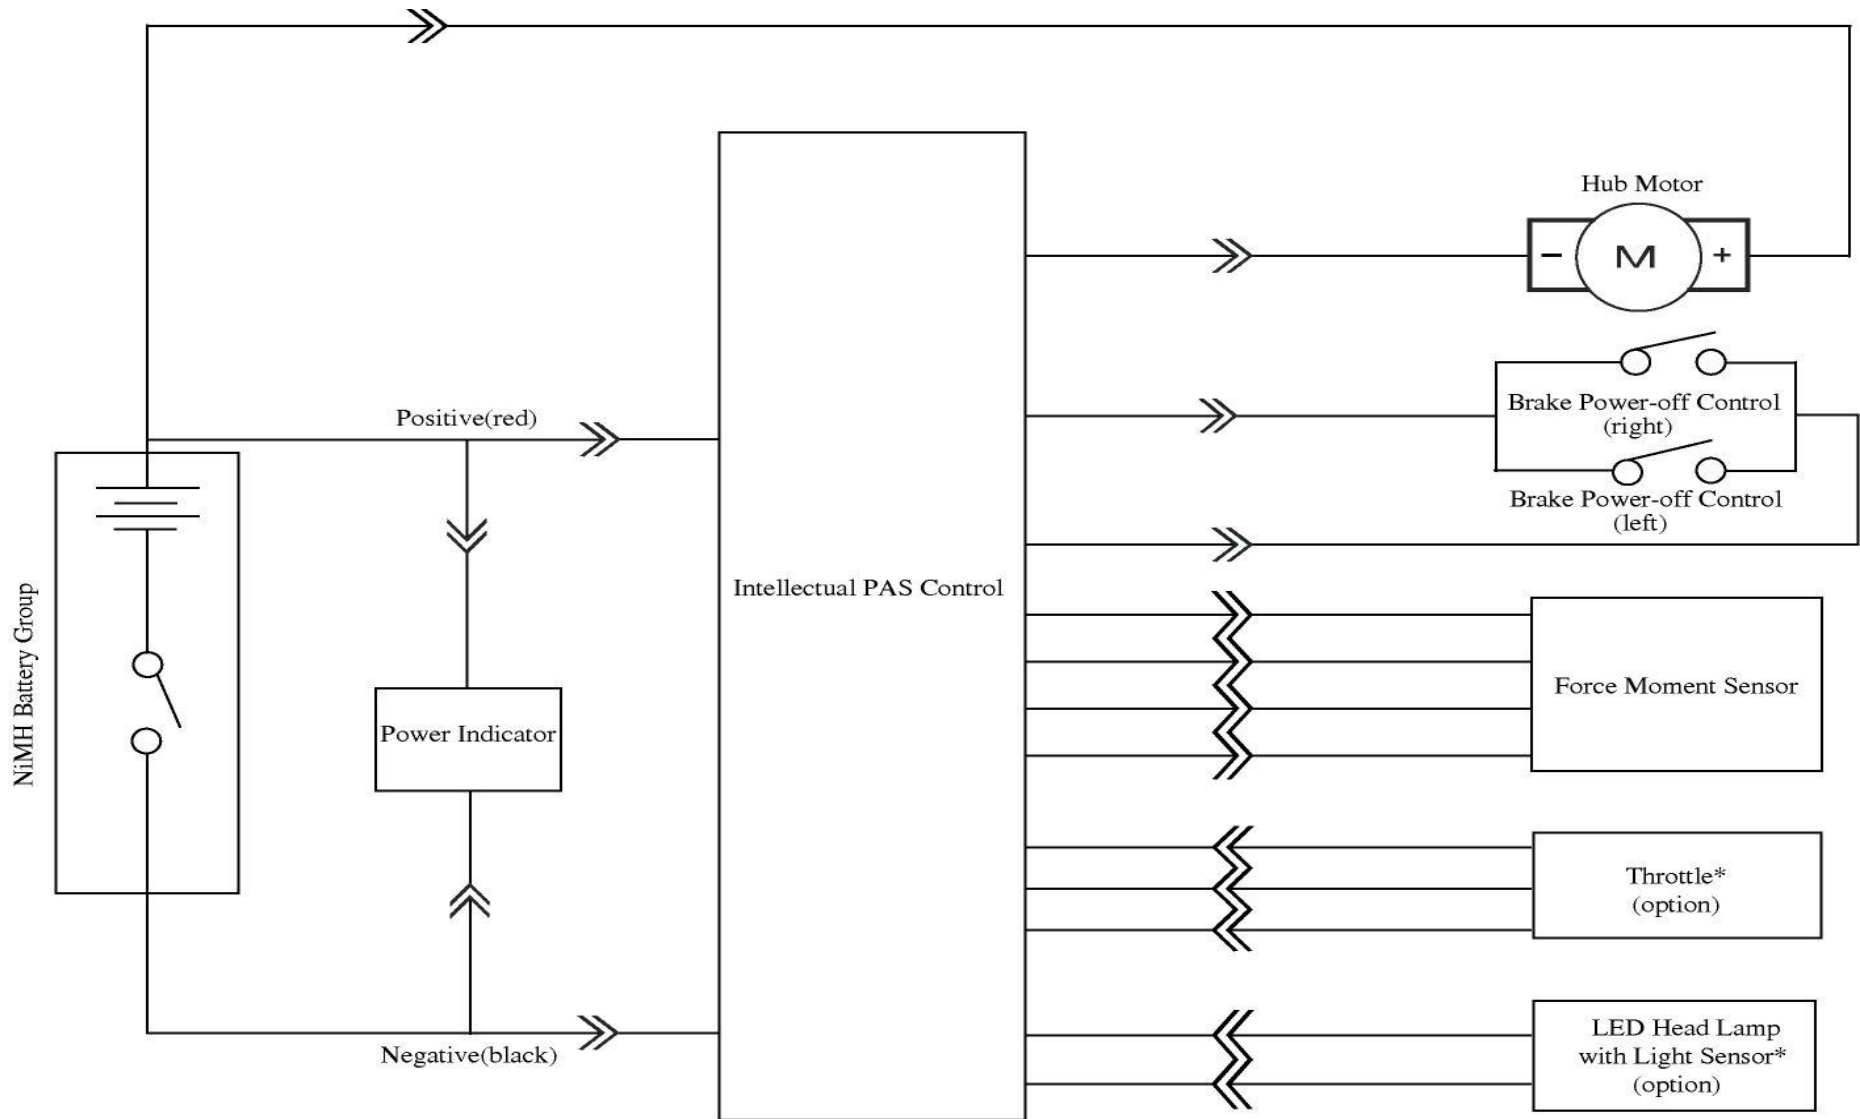 Hub Motor
− M +
Brake Power-off Control
(right)
Brake Power-off Control
(left)
Positive(red)
NiMH Battery Group
Intellectual PAS Control
Force Moment Sensor
Power Indicator
Throttle*
(option)
Negative(black)
LED Head Lamp
with Light Sensor*
(option)